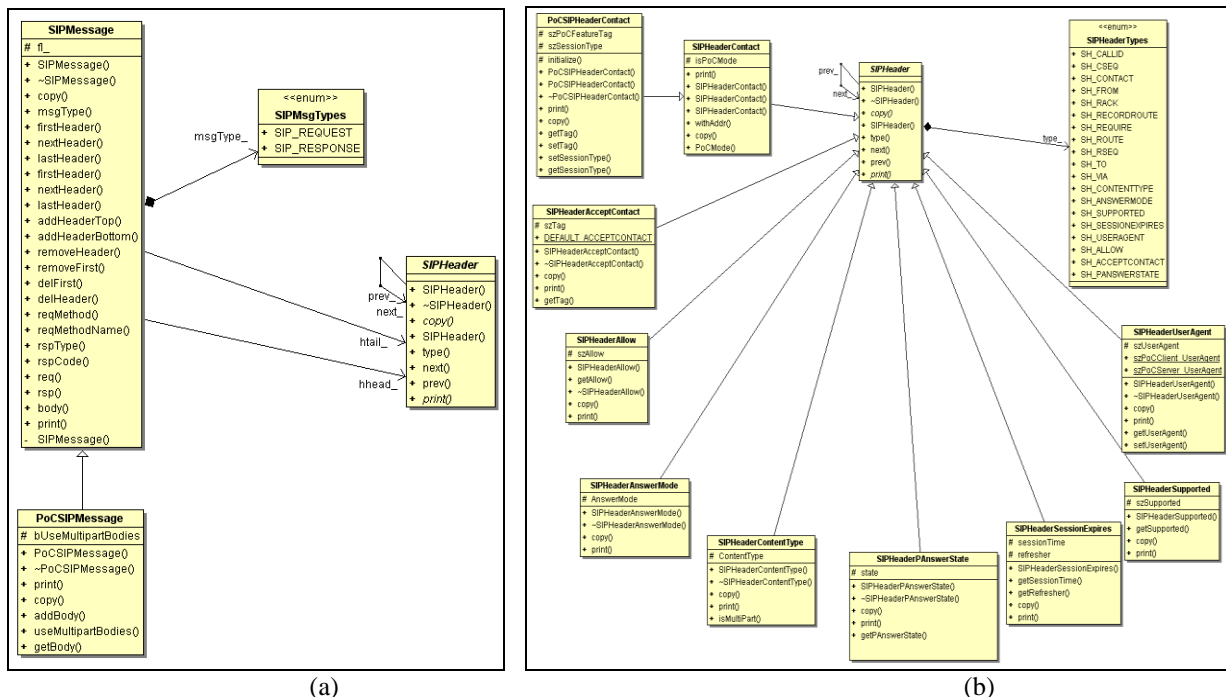 SIPMessage
# fl_
+ SIPMessage()
+ ~SIPMessage()
+ copy()
+ msgType()
+ firstHeader()
+ nextHeader()
+ lastHeader()
+ firstHeader()
+ nextHeader()
+ lastHeader()
+ addHeaderTop()
+ addHeaderBottom()
+ removeHeader()
+ removeFirst()
+ delFirst()
+ delHeader()
+ reqMethod()
+ reqMethodName()
+ rspType()
+ rspCode()
+ req()
+ rsp()
+ body()
+ print()
- SIPMessage()
msgType_
<<enum>>
SIPMsgTypes
+ SIP_REQUEST
+ SIP_RESPONSE
prev_
next_
htail_
hhead_
SIPHeader
+ SIPHeader()
+ ~SIPHeader()
+ copy()
+ SIPHeader()
+ type()
+ next()
+ prev()
+ print()
PoCSIPMessage
# bUseMultipartBodies
+ PoCSIPMessage()
+ ~PoCSIPMessage()
+ print()
+ copy()
+ addBody()
+ useMultipartBodies()
+ getBody()
(a)
PoCSIPHeaderContact
# szPoCFeatureTag
# szSessionType
# initialize()
+ PoCSIPHeaderContact()
+ PoCSIPHeaderContact()
+ ~PoCSIPHeaderContact()
+ print()
+ copy()
+ getTag()
+ setTag()
+ setSessionType()
+ getSessionType()
SIPHeaderContact
# isPoCMode
+ print()
+ SIPHeaderContact()
+ SIPHeaderContact()
+ SIPHeaderContact()
+ withAddr()
+ copy()
+ PoCMode()
prev_
next_
SIPHeader
+ SIPHeader()
+ ~SIPHeader()
+ copy()
+ SIPHeader()
+ type()
+ next()
+ prev()
+ print()
type_
<<enum>>
SIPHeaderTypes
+ SH_CALLID
+ SH_CSEQ
+ SH_CONTACT
+ SH_FROM
+ SH_RACK
+ SH_RECORDROUTE
+ SH_REQUIRE
+ SH_ROUTE
+ SH_RSEQ
+ SH_TO
+ SH_VIA
+ SH_CONTENTTYPE
+ SH_ANSWERMODE
+ SH_SUPPORTED
+ SH_SESSIONEXPIRES
+ SH_USERAGENT
+ SH_ALLOW
+ SH_ACCEPTCONTACT
+ SH_PANSWERSTATE
SIPHeaderAcceptContact
# szTag
+ DEFAULT_ACCEPTCONTACT
+ SIPHeaderAcceptContact()
+ ~SIPHeaderAcceptContact()
+ copy()
+ print()
+ getTag()
SIPHeaderAllow
# szAllow
+ SIPHeaderAllow()
+ getAllow()
+ ~SIPHeaderAllow()
+ copy()
+ print()
SIPHeaderUserAgent
# szUserAgent
+ szPoCClient_UserAgent
+ szPoCServer_UserAgent
+ SIPHeaderUserAgent()
+ ~SIPHeaderUserAgent()
+ copy()
+ print()
+ getUserAgent()
+ setUserAgent()
SIPHeaderAnswerMode
# AnswerMode
+ SIPHeaderAnswerMode()
+ ~SIPHeaderAnswerMode()
+ copy()
+ print()
SIPHeaderContentType
# ContentType
+ SIPHeaderContentType()
+ ~SIPHeaderContentType()
+ copy()
+ print()
+ isMultiPart()
SIPHeaderPAnswerState
# state
+ SIPHeaderPAnswerState()
+ ~SIPHeaderPAnswerState()
+ copy()
+ print()
+ getPAnswerState()
SIPHeaderSessionExpires
# sessionTime
# refresher
+ SIPHeaderSessionExpires()
+ getSessionTime()
+ getRefresher()
+ copy()
+ print()
SIPHeaderSupported
# szSupported
+ SIPHeaderSupported()
+ getSupported()
+ copy()
+ print()
(b)